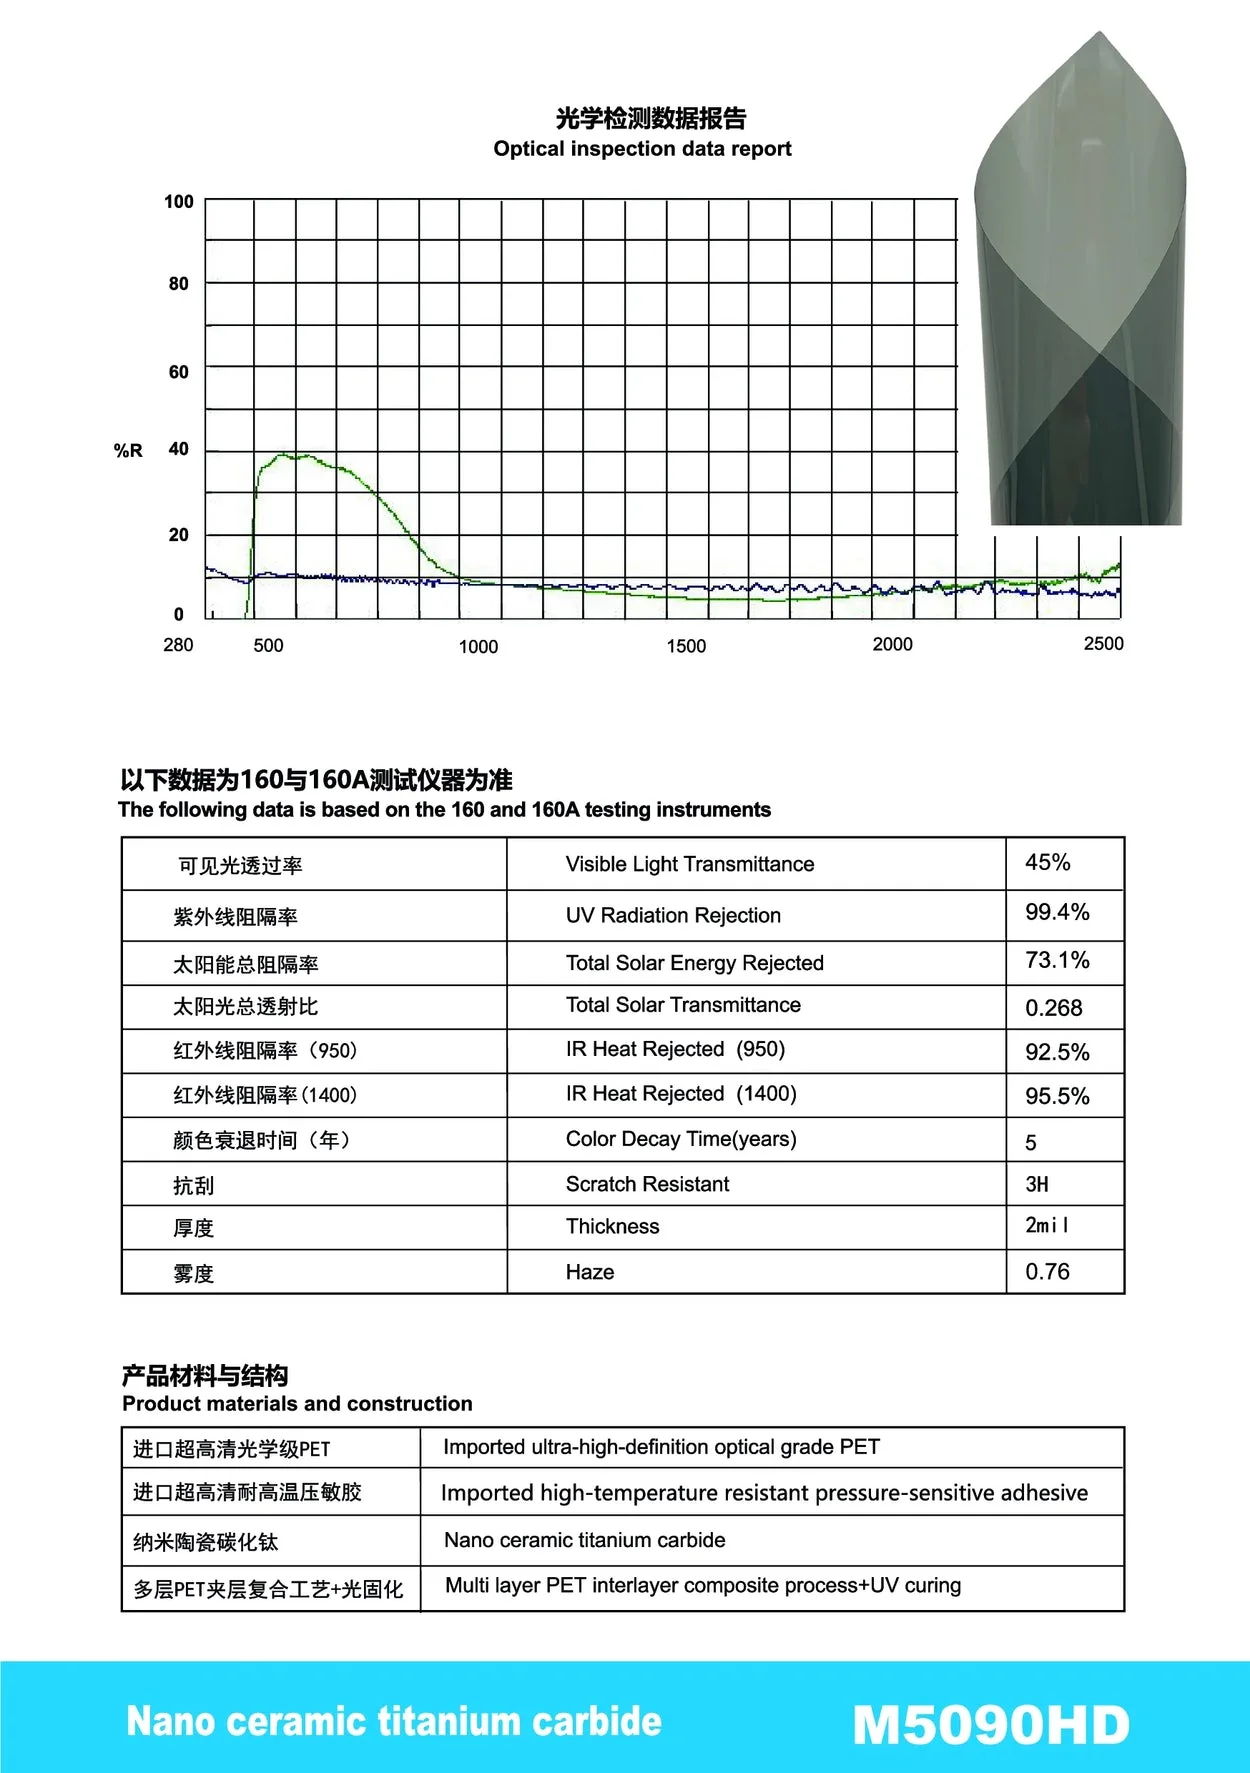 光学检测数据报告
Optical inspection data report
100
80
60
%R
40
20
0
280 500 1000 1500 2000 2500
以下数据为160与160A测试仪器为准
The following data is based on the 160 and 160A testing instruments
可见光透过率 Visible Light Transmittance 45%
紫外线阻隔率 UV Radiation Rejection 99.4%
太阳能总阻隔率 Total Solar Energy Rejected 73.1%
太阳光总透射比 Total Solar Transmittance 0.268
红外线阻隔率（950） IR Heat Rejected (950) 92.5%
红外线阻隔率(1400) IR Heat Rejected (1400) 95.5%
颜色衰退时间（年） Color Decay Time(years) 5
抗刮 Scratch Resistant 3H
厚度 Thickness 2mil
雾度 Haze 0.76
产品材料与结构
Product materials and construction
进口超高清光学级PET Imported ultra-high-definition optical grade PET
进口超高清耐高温压敏胶 Imported high-temperature resistant pressure-sensitive adhesive
纳米陶瓷碳化钛 Nano ceramic titanium carbide
多层PET夹层复合工艺+光固化 Multi layer PET interlayer composite process+UV curing
Nano ceramic titanium carbide M5090HD